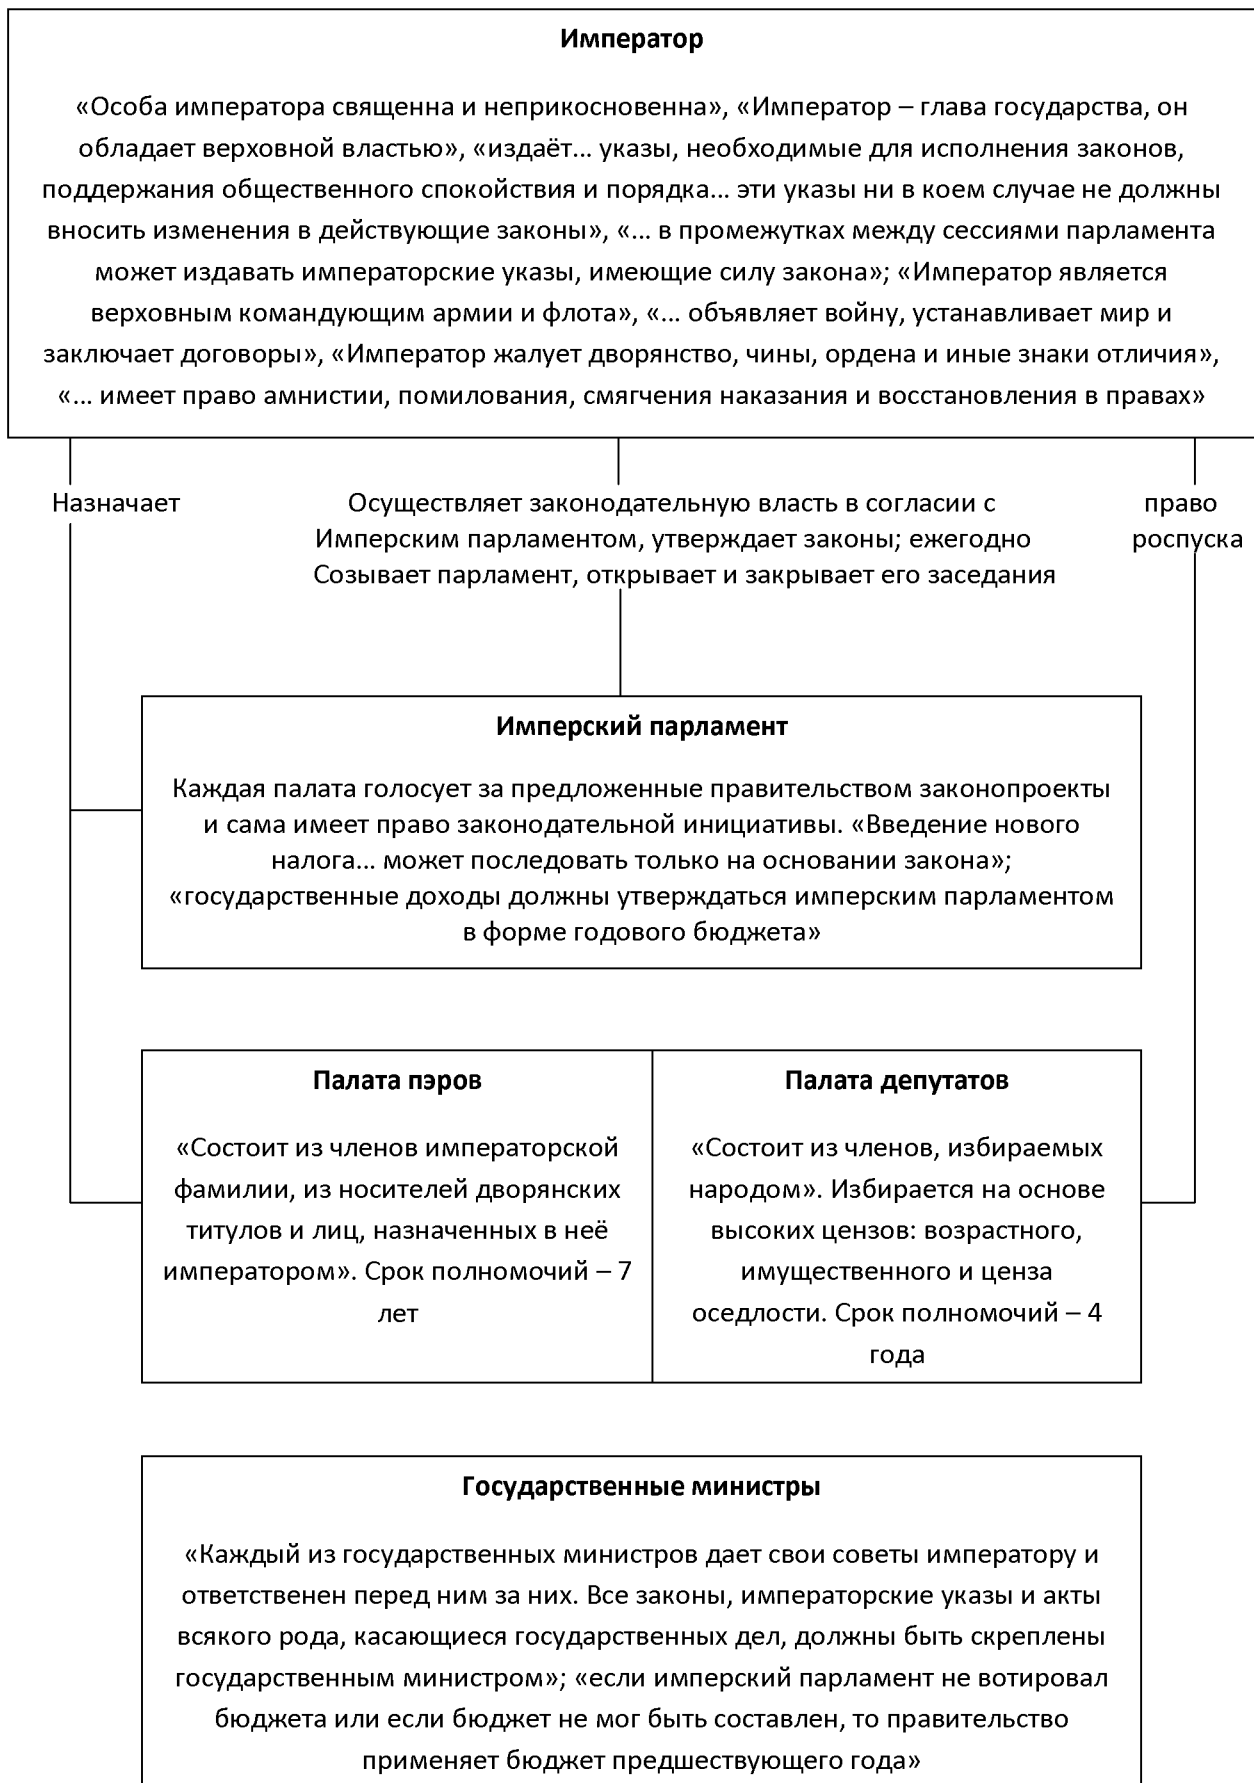 Император
«Особа императора священна и неприкосновенна», «Император – глава государства, он
обладает верховной властью», «издаёт... указы, необходимые для исполнения законов,
поддержания общественного спокойствия и порядка... эти указы ни в коем случае не должны
вносить изменения в действующие законы», «... в промежутках между сессиями парламента
может издавать императорские указы, имеющие силу закона»; «Император является
верховным командующим армии и флота», «... объявляет войну, устанавливает мир и
заключает договоры», «Император жалует дворянство, чины, ордена и иные знаки отличия»,
«... имеет право амнистии, помилования, смягчения наказания и восстановления в правах»
Назначает
Осуществляет законодательную власть в согласии с
Имперским парламентом, утверждает законы; ежегодно
Созывает парламент, открывает и закрывает его заседания
право
роспуска
Имперский парламент
Каждая палата голосует за предложенные правительством законопроекты
и сама имеет право законодательной инициативы. «Введение нового
налога... может последовать только на основании закона»;
«государственные доходы должны утверждаться имперским парламентом
в форме годового бюджета»
Палата пэров
«Состоит из членов императорской
фамилии, из носителей дворянских
титулов и лиц, назначенных в неё
императором». Срок полномочий – 7
лет
Палата депутатов
«Состоит из членов, избираемых
народом». Избирается на основе
высоких цензов: возрастного,
имущественного и ценза
оседлости. Срок полномочий – 4
года
Государственные министры
«Каждый из государственных министров дает свои советы императору и
ответственен перед ним за них. Все законы, императорские указы и акты
всякого рода, касающиеся государственных дел, должны быть скреплены
государственным министром»; «если имперский парламент не вотировал
бюджета или если бюджет не мог быть составлен, то правительство
применяет бюджет предшествующего года»